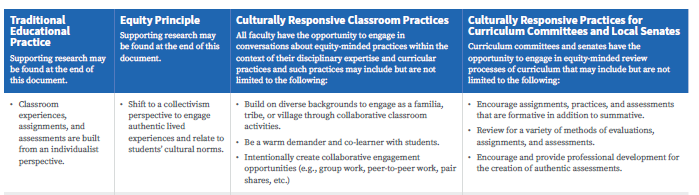 Traditional
Educational
Practice
Supporting research may
be found at the end of
this document.
Equity Principle
Supporting research may
be found at the end of this
document.
Culturally Responsive Classroom Practices
All faculty have the opportunity to engage in
conversations about equity-minded practices within the
context of their disciplinary expertise and curricular
practices and such practices may include but are not
limited to the following:
Culturally Responsive Practices for
Curriculum Committees and Local Senates
Curriculum committees and senates have the
opportunity to engage in equity-minded review
processes of curriculum that may include but are not
limited to the following:
• Classroom
experiences,
assignments, and
assessments are built
from an individualist
perspective.
• Shift to a collectivism
perspective to engage
authentic lived
experiences and relate to
students' cultural norms.
• Build on diverse backgrounds to engage as a familia,
tribe, or village through collaborative classroom
activities.
• Be a warm demander and co-learner with students.
• Intentionally create collaborative engagement
opportunities (e.g., group work, peer-to-peer work, pair
shares, etc.)
• Encourage assignments, practices, and assessments
that are formative in addition to summative.
• Review for a variety of methods of evaluations,
assignments, and assessments.
• Encourage and provide professional development for
the creation of authentic assessments.